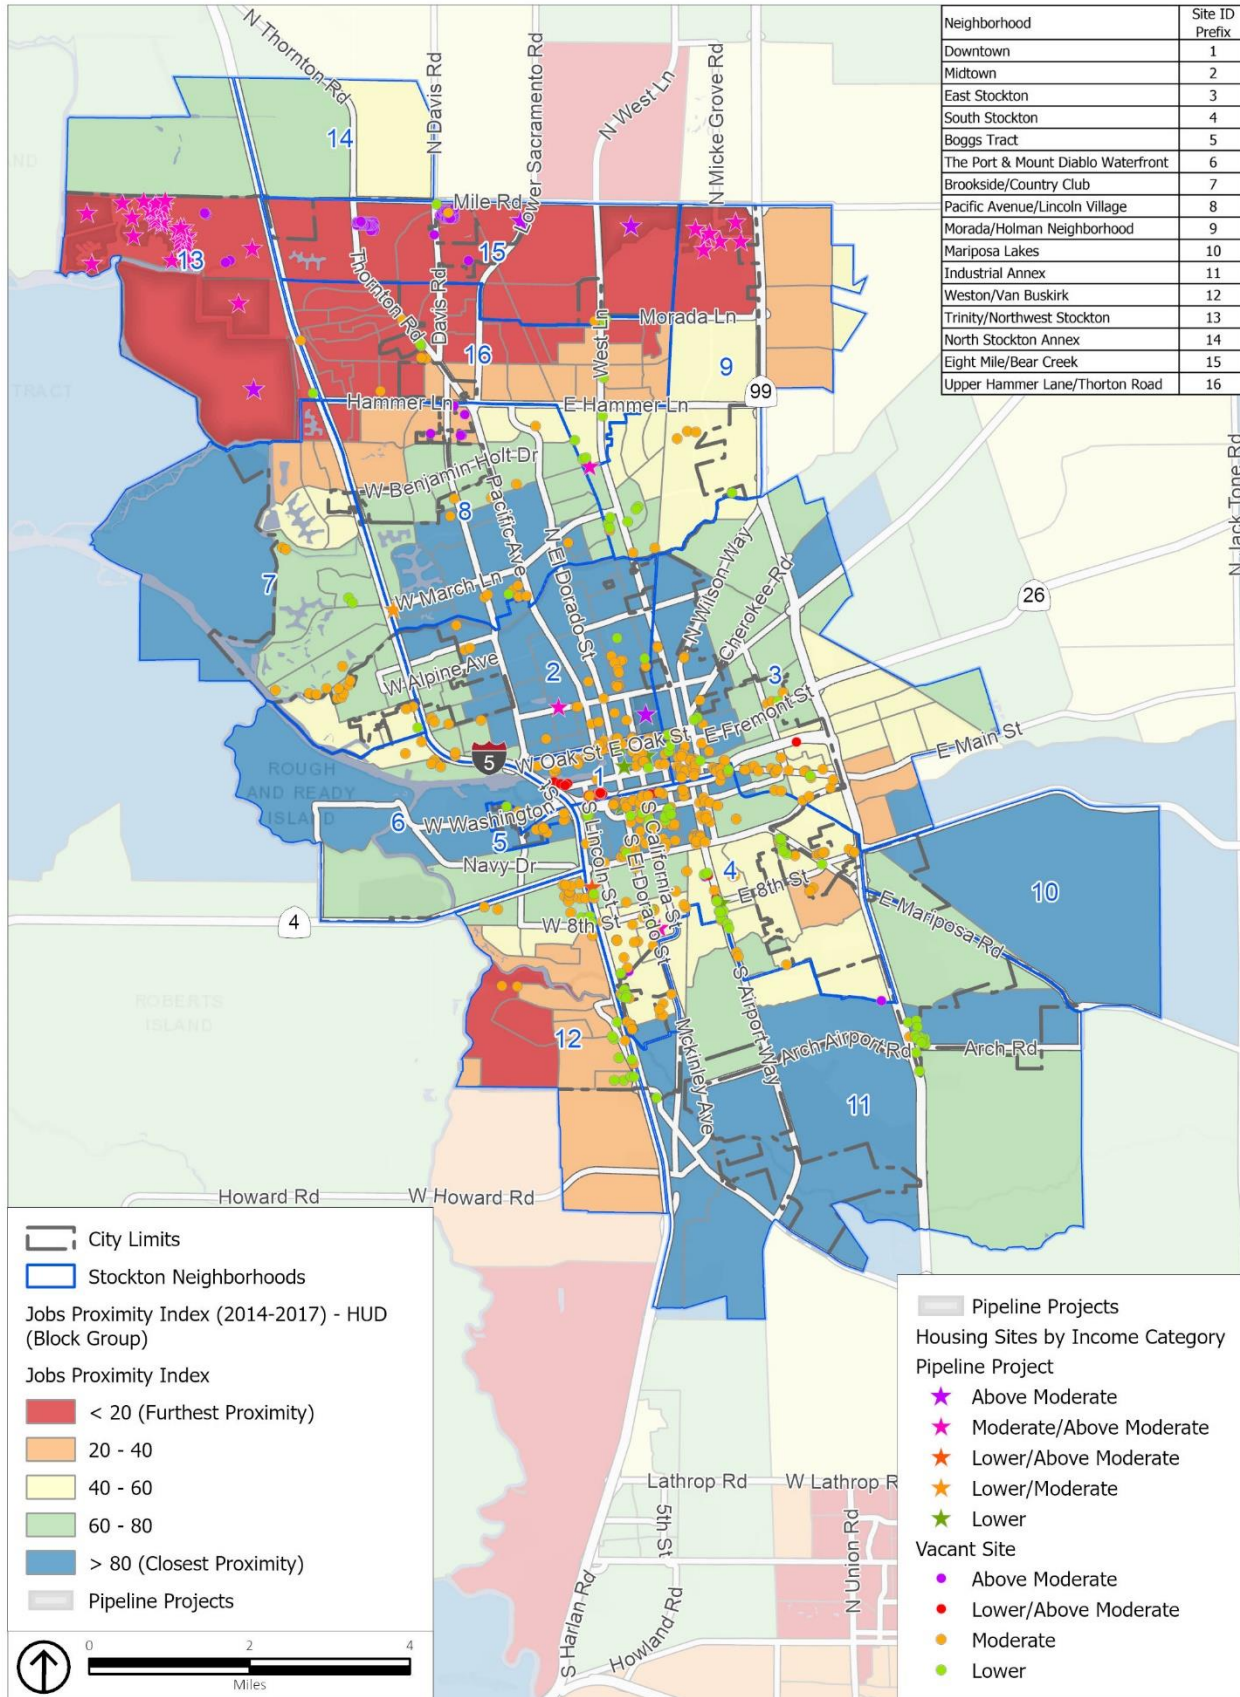 Neighborhood
Site ID
Prefix
Downtown 1
Midtown 2
East Stockton 3
South Stockton 4
Boggs Tract 5
The Port & Mount Diablo Waterfront 6
Brookside/Country Club 7
Pacific Avenue/Lincoln Village 8
Morada/Holman Neighborhood 9
Mariposa Lakes 10
Industrial Annex 11
Weston/Van Buskirk 12
Trinity/Northwest Stockton 13
North Stockton Annex 14
Eight Mile/Bear Creek 15
Upper Hammer Lane/Thorton Road 16
N Thornton Rd
N Davis Rd
Lower Sacramento Rd
N West Ln
N Micke Grove Rd
14
Mile Rd
13
15
Thornton Rd
Davis Rd
16
West Ln
Morada Ln
9
99
TRACT
Hammer Ln
E Hammer Ln
W Benjamin Holt Dr
8
Pacific Ave
N El Dorado St
N Wilson Way
Cherokee Rd
N Jack Tone Rd
26
7
W March Ln
2
3
W Alpine Ave
E Fremont St
E Main St
W Oak St
E Oak St
5
1
ROUGH
AND READY
ISLAND
6
W Washington St
5
Navy Dr
S Lincoln St
S El Dorado St
S California St
4
E 8th St
W 8th St
4
10
E Mariposa Rd
ROBERTS
ISLAND
12
S Airport Way
Mckinley Ave
Arch Airport Rd
Arch Rd
11
Howard Rd
W Howard Rd
Lathrop Rd
W Lathrop R
5th St
N Union Rd
S Harlan Rd
Howland Rd
City Limits
Stockton Neighborhoods
Jobs Proximity Index (2014-2017) - HUD
(Block Group)
Jobs Proximity Index
< 20 (Furthest Proximity)
20 - 40
40 - 60
60 - 80
> 80 (Closest Proximity)
Pipeline Projects
0 2 4
Miles
Pipeline Projects
Housing Sites by Income Category
Pipeline Project
Above Moderate
Moderate/Above Moderate
Lower/Above Moderate
Lower/Moderate
Lower
Vacant Site
Above Moderate
Lower/Above Moderate
Moderate
Lower